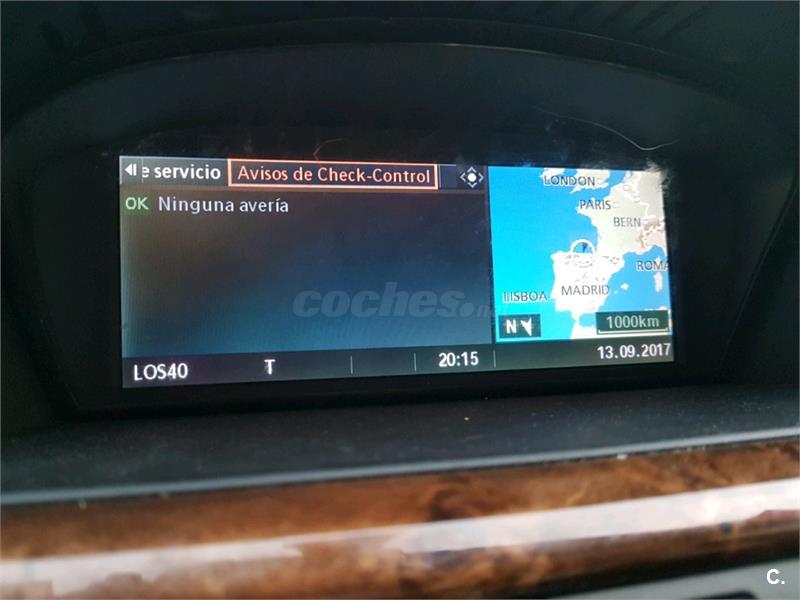 e servicio Avisos de Check-Control
OK Ninguna avería
LONDON
PARIS
BERN
ROMA
LISBOA MADRID
N 1000km
coches.net
LOS40 T 20:15 13.09.2017
C.